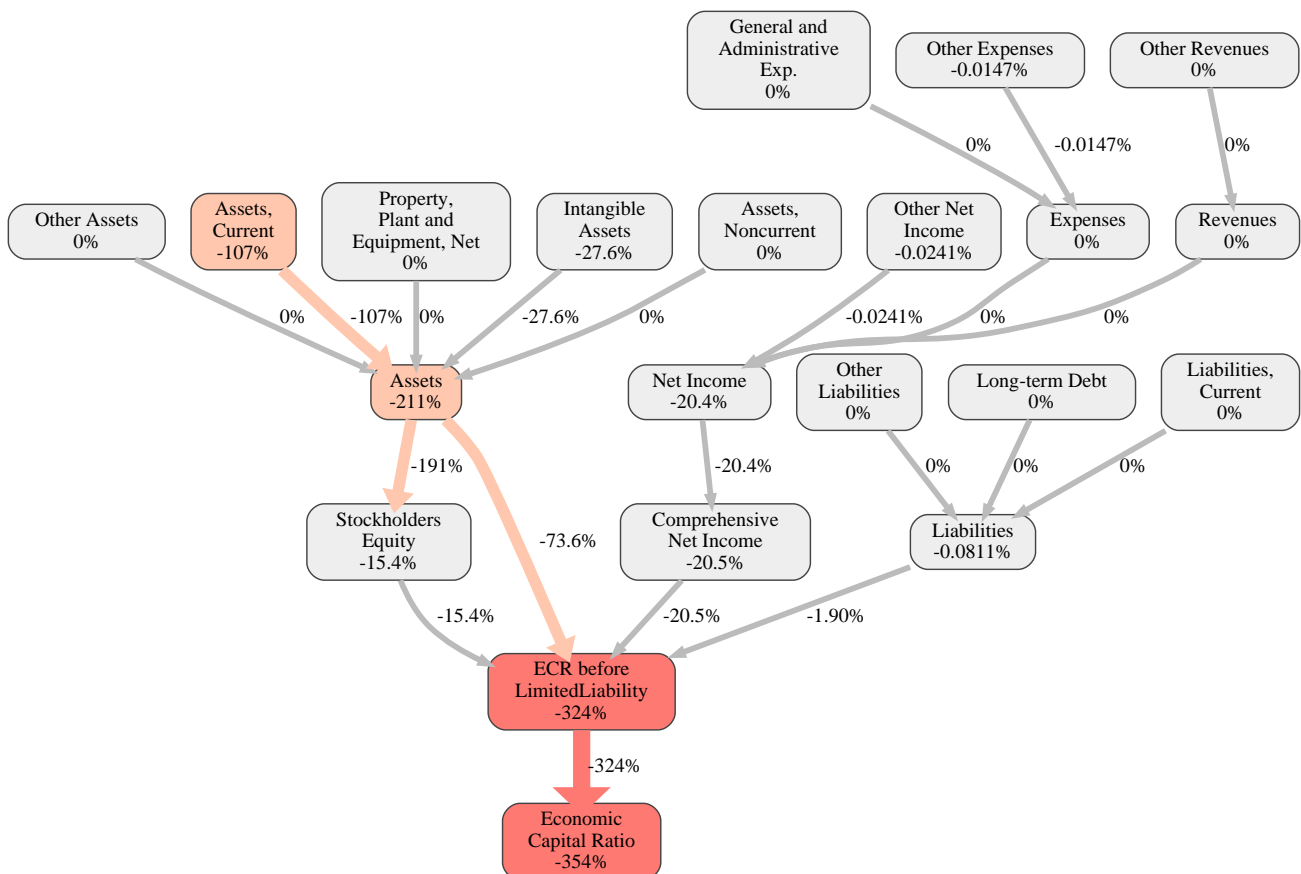 General and
Administrative
Exp.
0%
Other Expenses
-0.0147%
Other Revenues
0%
0%
-0.0147%
0%
Other Assets
0%
Assets,
Current
-107%
Property,
Plant and
Equipment, Net
0%
Intangible
Assets
-27.6%
Assets,
Noncurrent
0%
Other Net
Income
-0.0241%
Expenses
0%
Revenues
0%
0%
-107%
0%
-27.6%
0%
-0.0241%
0%
0%
Assets
-211%
Net Income
-20.4%
Other
Liabilities
0%
Long-term Debt
0%
Liabilities,
Current
0%
-191%
-73.6%
-20.4%
0%
0%
0%
Stockholders
Equity
-15.4%
Comprehensive
Net Income
-20.5%
Liabilities
-0.0811%
-15.4%
-20.5%
-1.90%
ECR before
LimitedLiability
-324%
-324%
Economic
Capital Ratio
-354%